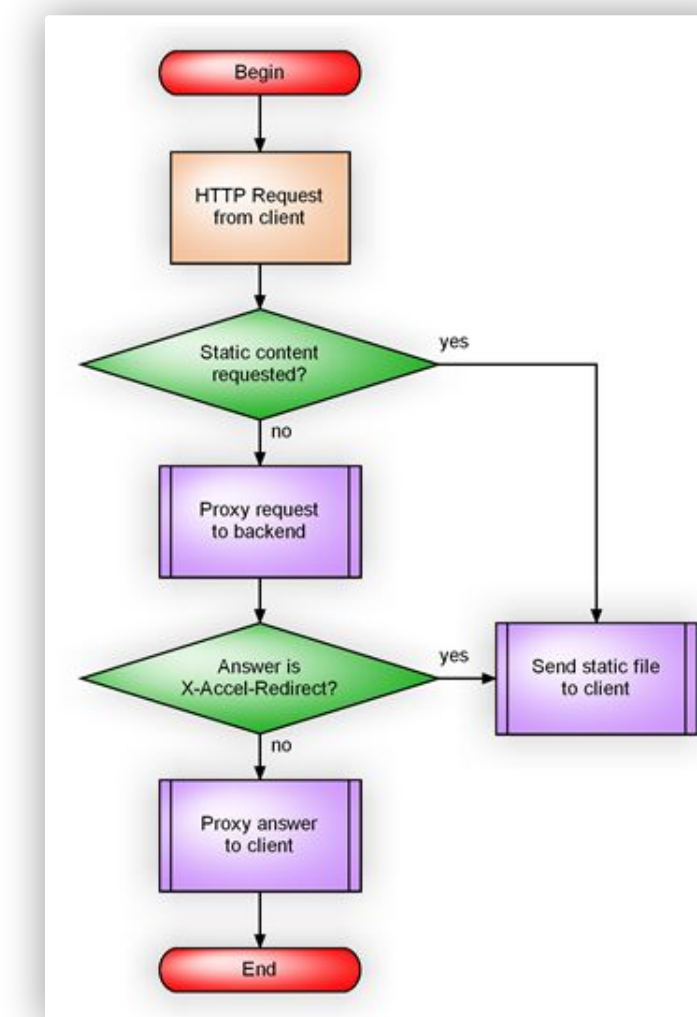 Begin
HTTP Request
from client
Static content
requested?
yes
no
Proxy request
to backend
Answer is
X-Accel-Redirect?
yes
Send static file
to client
no
Proxy answer
to client
End